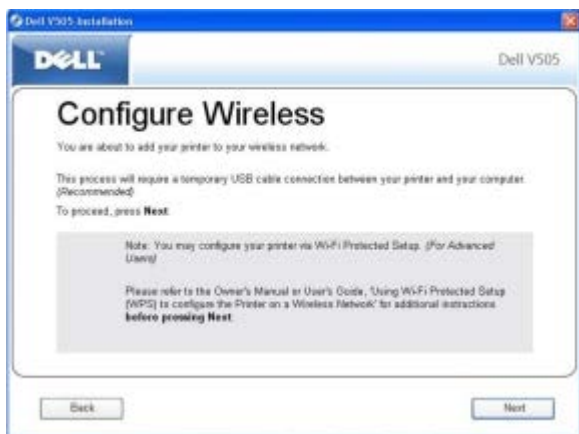 Dell V505 Installation
DELL
Dell V505
Configure Wireless
You are about to add your printer to your wireless network.
This process will require a temporary USB cable connection between your printer and your computer.
(Recommended)
To proceed, press Next
Note: You may configure your printer via Wi-Fi Protected Setup. (For Advanced
Users)
Please refer to the Owner's Manual or User's Guide, 'Using Wi-Fi Protected Setup
(WPS) to configure the Printer on a Wireless Network' for additional instructions
before pressing Next.
Back
Next